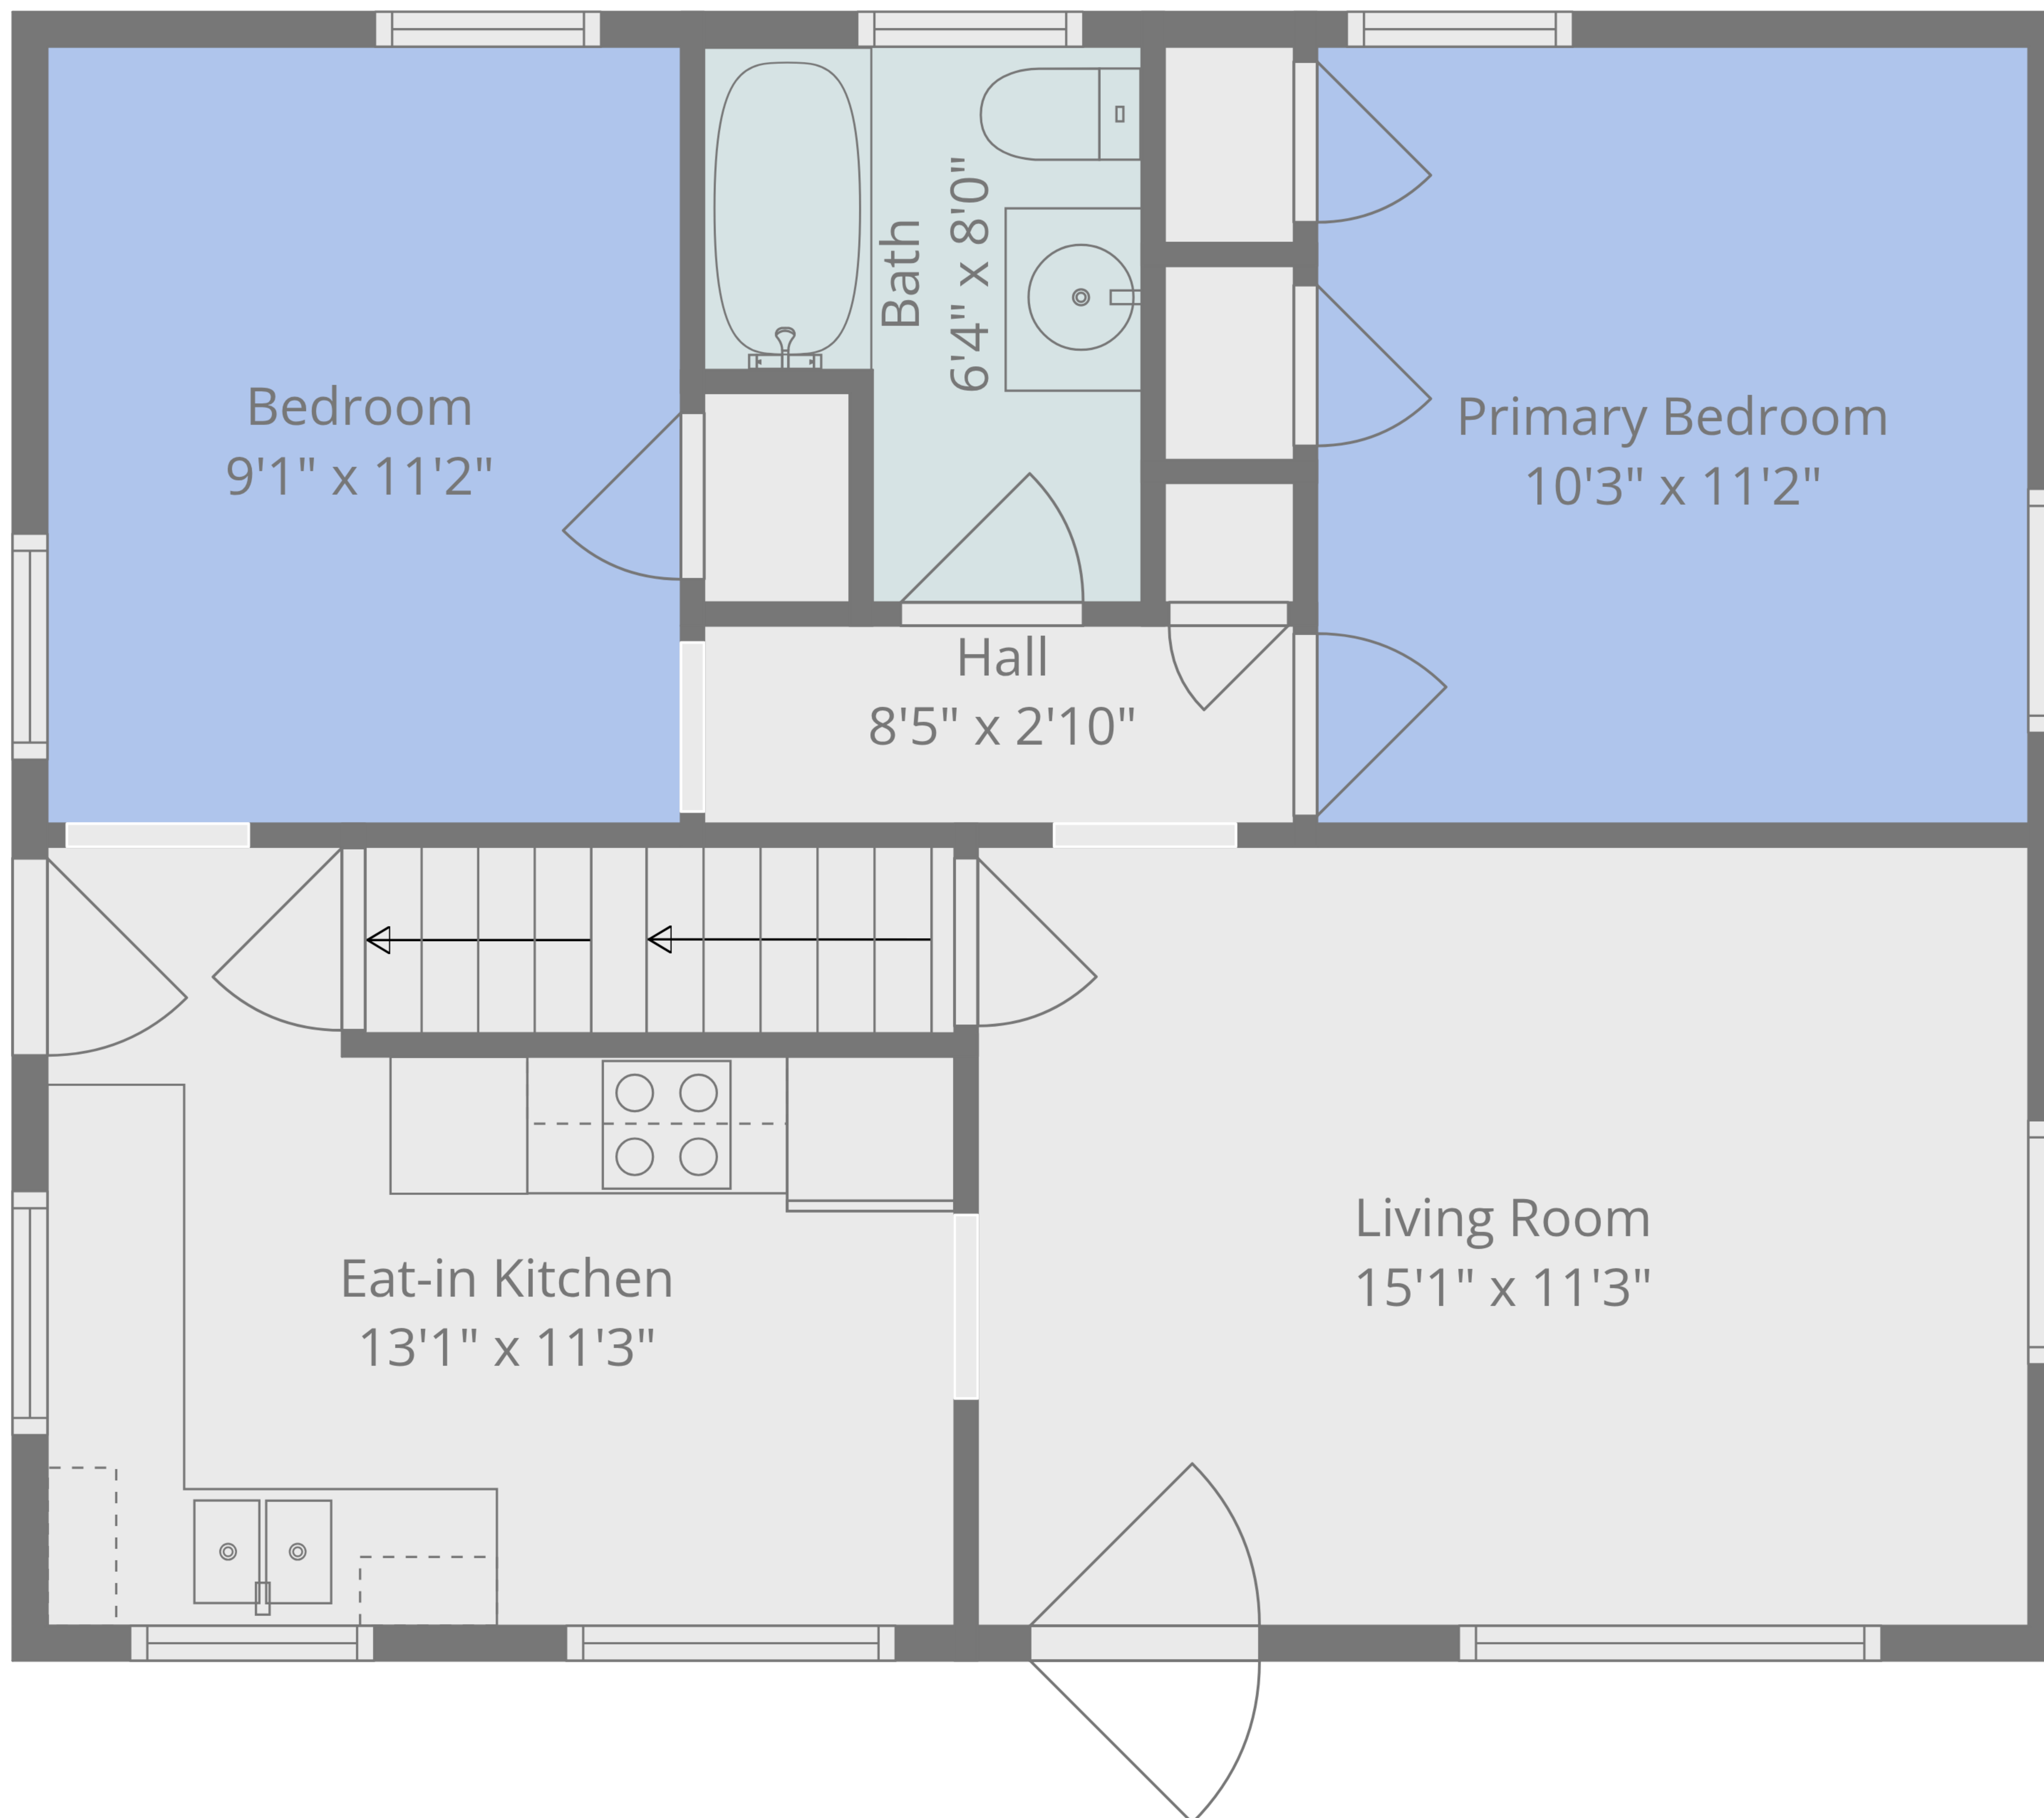 Bedroom
9'1" x 11'2"
Bath
6'4" x 8'0"
Primary Bedroom
10'3" x 11'2"
Hall
8'5" x 2'10"
Living Room
15'1" x 11'3"
Eat-in Kitchen
13'1" x 11'3"